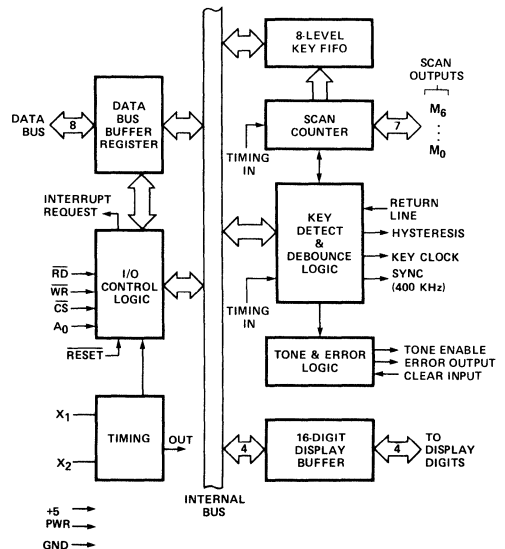 8-LEVEL
KEY FIFO
SCAN
OUTPUTS
DATA
BUS
8
DATA
BUS
BUFFER
REGISTER
SCAN
COUNTER
7
M6
M0
TIMING
IN
INTERRUPT
REQUEST
I/O
CONTROL
LOGIC
RD
WR
CS
A0
RESET
KEY
DETECT
&
DEBOUNCE
LOGIC
RETURN
LINE
HYSTERESIS
KEY CLOCK
SYNC
(400 KHz)
TIMING
IN
TONE & ERROR
LOGIC
TONE ENABLE
ERROR OUTPUT
CLEAR INPUT
X1
X2
TIMING
OUT
4
16-DIGIT
DISPLAY
BUFFER
4
TO
DISPLAY
DIGITS
INTERNAL
BUS
+5
PWR
GND